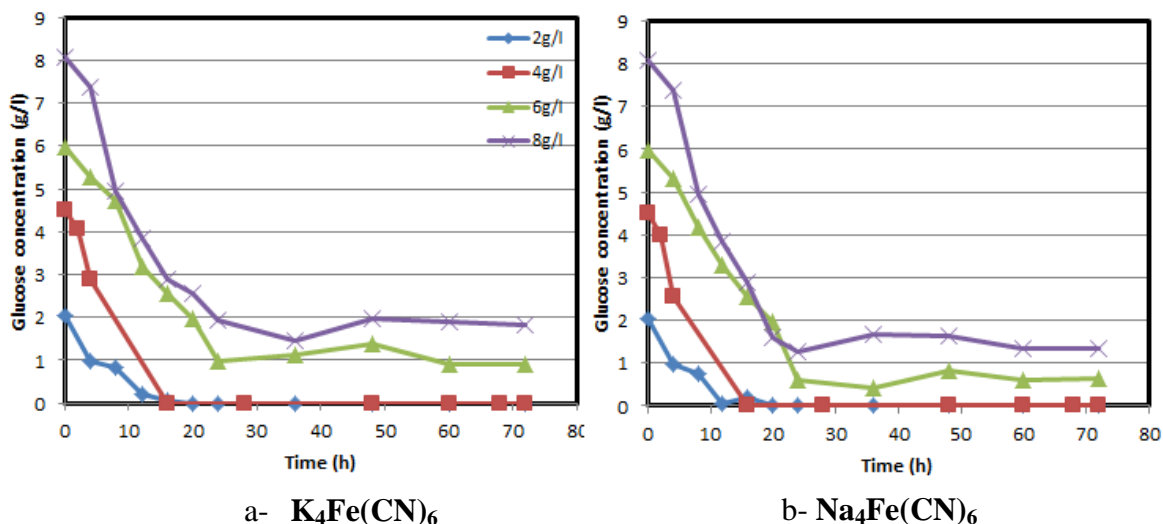 9
8
7
6
5
4
3
2
1
0
Glucose concentration (g/l)
0 10 20 30 40 50 60 70 80
Time (h)
2g/l
4g/l
6g/l
8g/l
a- K₄Fe(CN)₆
9
8
7
6
5
4
3
2
1
0
Glucose concentration (g/l)
0 10 20 30 40 50 60 70 80
Time (h)
b- Na₄Fe(CN)₆